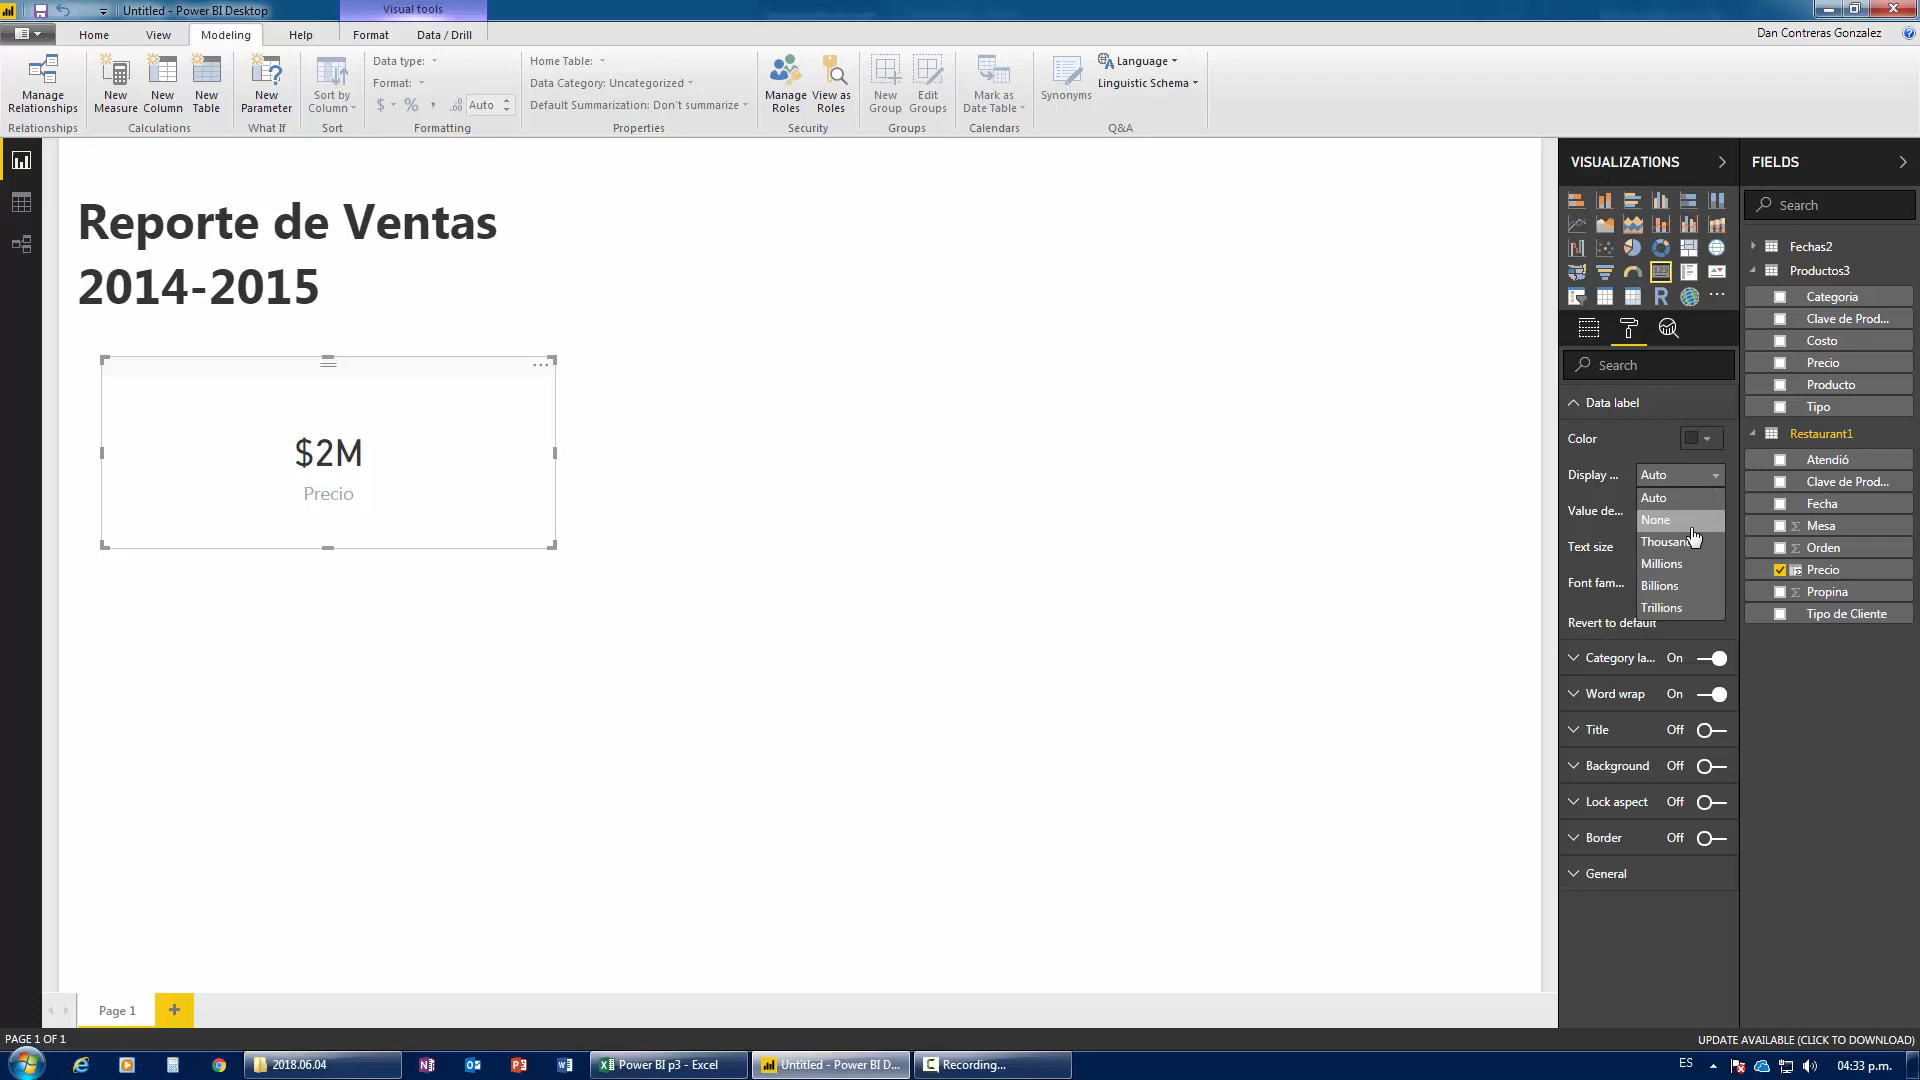 Untitled - Power BI Desktop
Visual tools
Home
View
Modeling
Help
Format
Data / Drill
Dan Contreras Gonzalez
Manage Relationships
New Measure
New Column
New Table
New Parameter
Sort by Column
Data type:
Format:
$ % , Auto
Home Table:
Data Category: Uncategorized
Default Summarization: Don't summarize
Manage Roles
View as Roles
New Group
Edit Groups
Mark as Date Table
Synonyms
Language
Linguistic Schema
Relationships
Calculations
What If
Sort
Formatting
Properties
Security
Groups
Calendars
Q&A
Reporte de Ventas
2014-2015
$2M
Precio
VISUALIZATIONS
Search
Data label
Color
Display ...
Auto
Auto
None
Thousan
Millions
Billions
Trillions
Value de...
Text size
Font fam...
Revert to default
Category la... On
Word wrap On
Title Off
Background Off
Lock aspect Off
Border Off
General
FIELDS
Search
Fechas2
Productos3
Categoria
Clave de Prod...
Costo
Precio
Producto
Tipo
Restaurant1
Atendió
Clave de Prod...
Fecha
Mesa
Orden
Precio
Propina
Tipo de Cliente
Page 1
PAGE 1 OF 1
UPDATE AVAILABLE (CLICK TO DOWNLOAD)
2018.06.04
Power BI p3 - Excel
Untitled - Power BI D...
Recording...
ES
04:33 p.m.